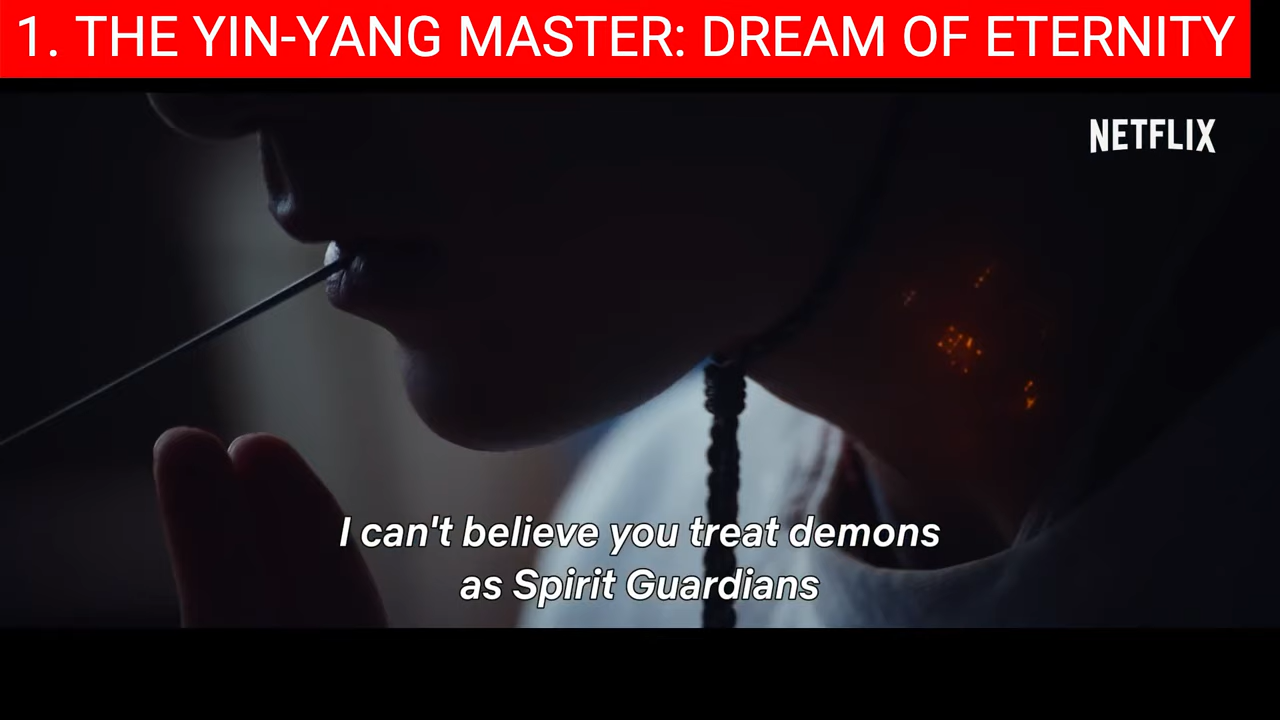 1. THE YIN-YANG MASTER: DREAM OF ETERNITY
NETFLIX
I can't believe you treat demons
as Spirit Guardians